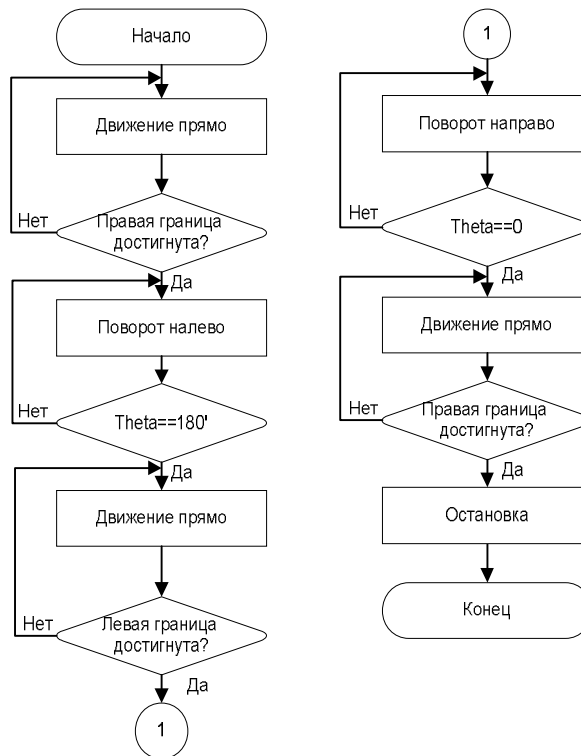 Начало
Движение прямо
Правая граница
достигнута?
Нет
Да
Поворот налево
Theta==180'
Нет
Да
Движение прямо
Левая граница
достигнута?
Нет
Да
1
1
Поворот направо
Theta==0
Нет
Да
Движение прямо
Правая граница
достигнута?
Нет
Да
Остановка
Конец